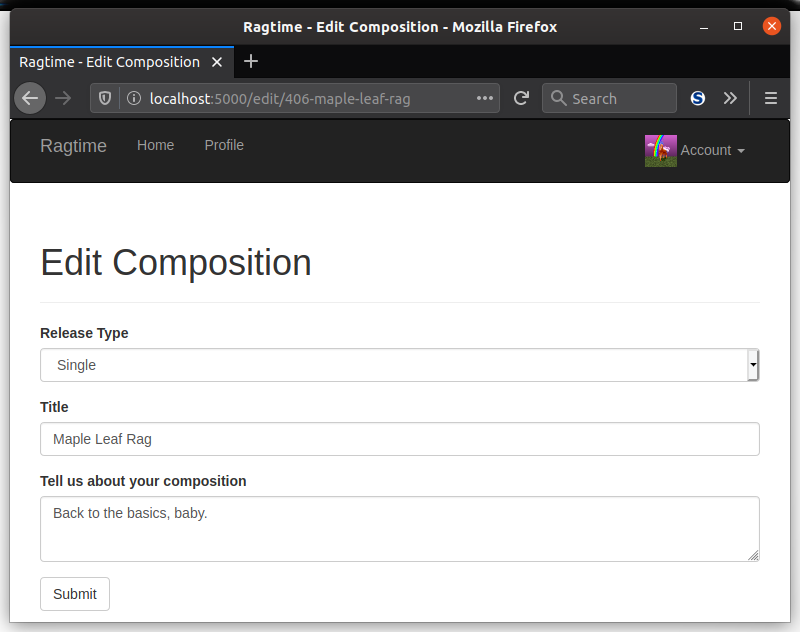 Ragtime - Edit Composition - Mozilla Firefox
Ragtime - Edit Composition
localhost:5000/edit/406-maple-leaf-rag
Search
Ragtime Home Profile Account
Edit Composition
Release Type
Single
Title
Maple Leaf Rag
Tell us about your composition
Back to the basics, baby.
Submit